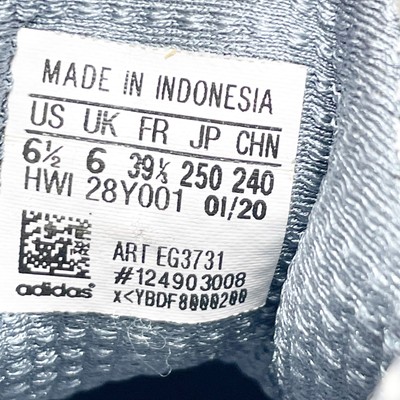 MADE IN INDONESIA
US UK FR JP CHN
6½ 6 39⅓ 250 240
HWI 28Y001 01/20
ART EG3731
#124903008
adidas x<YBDF8000200